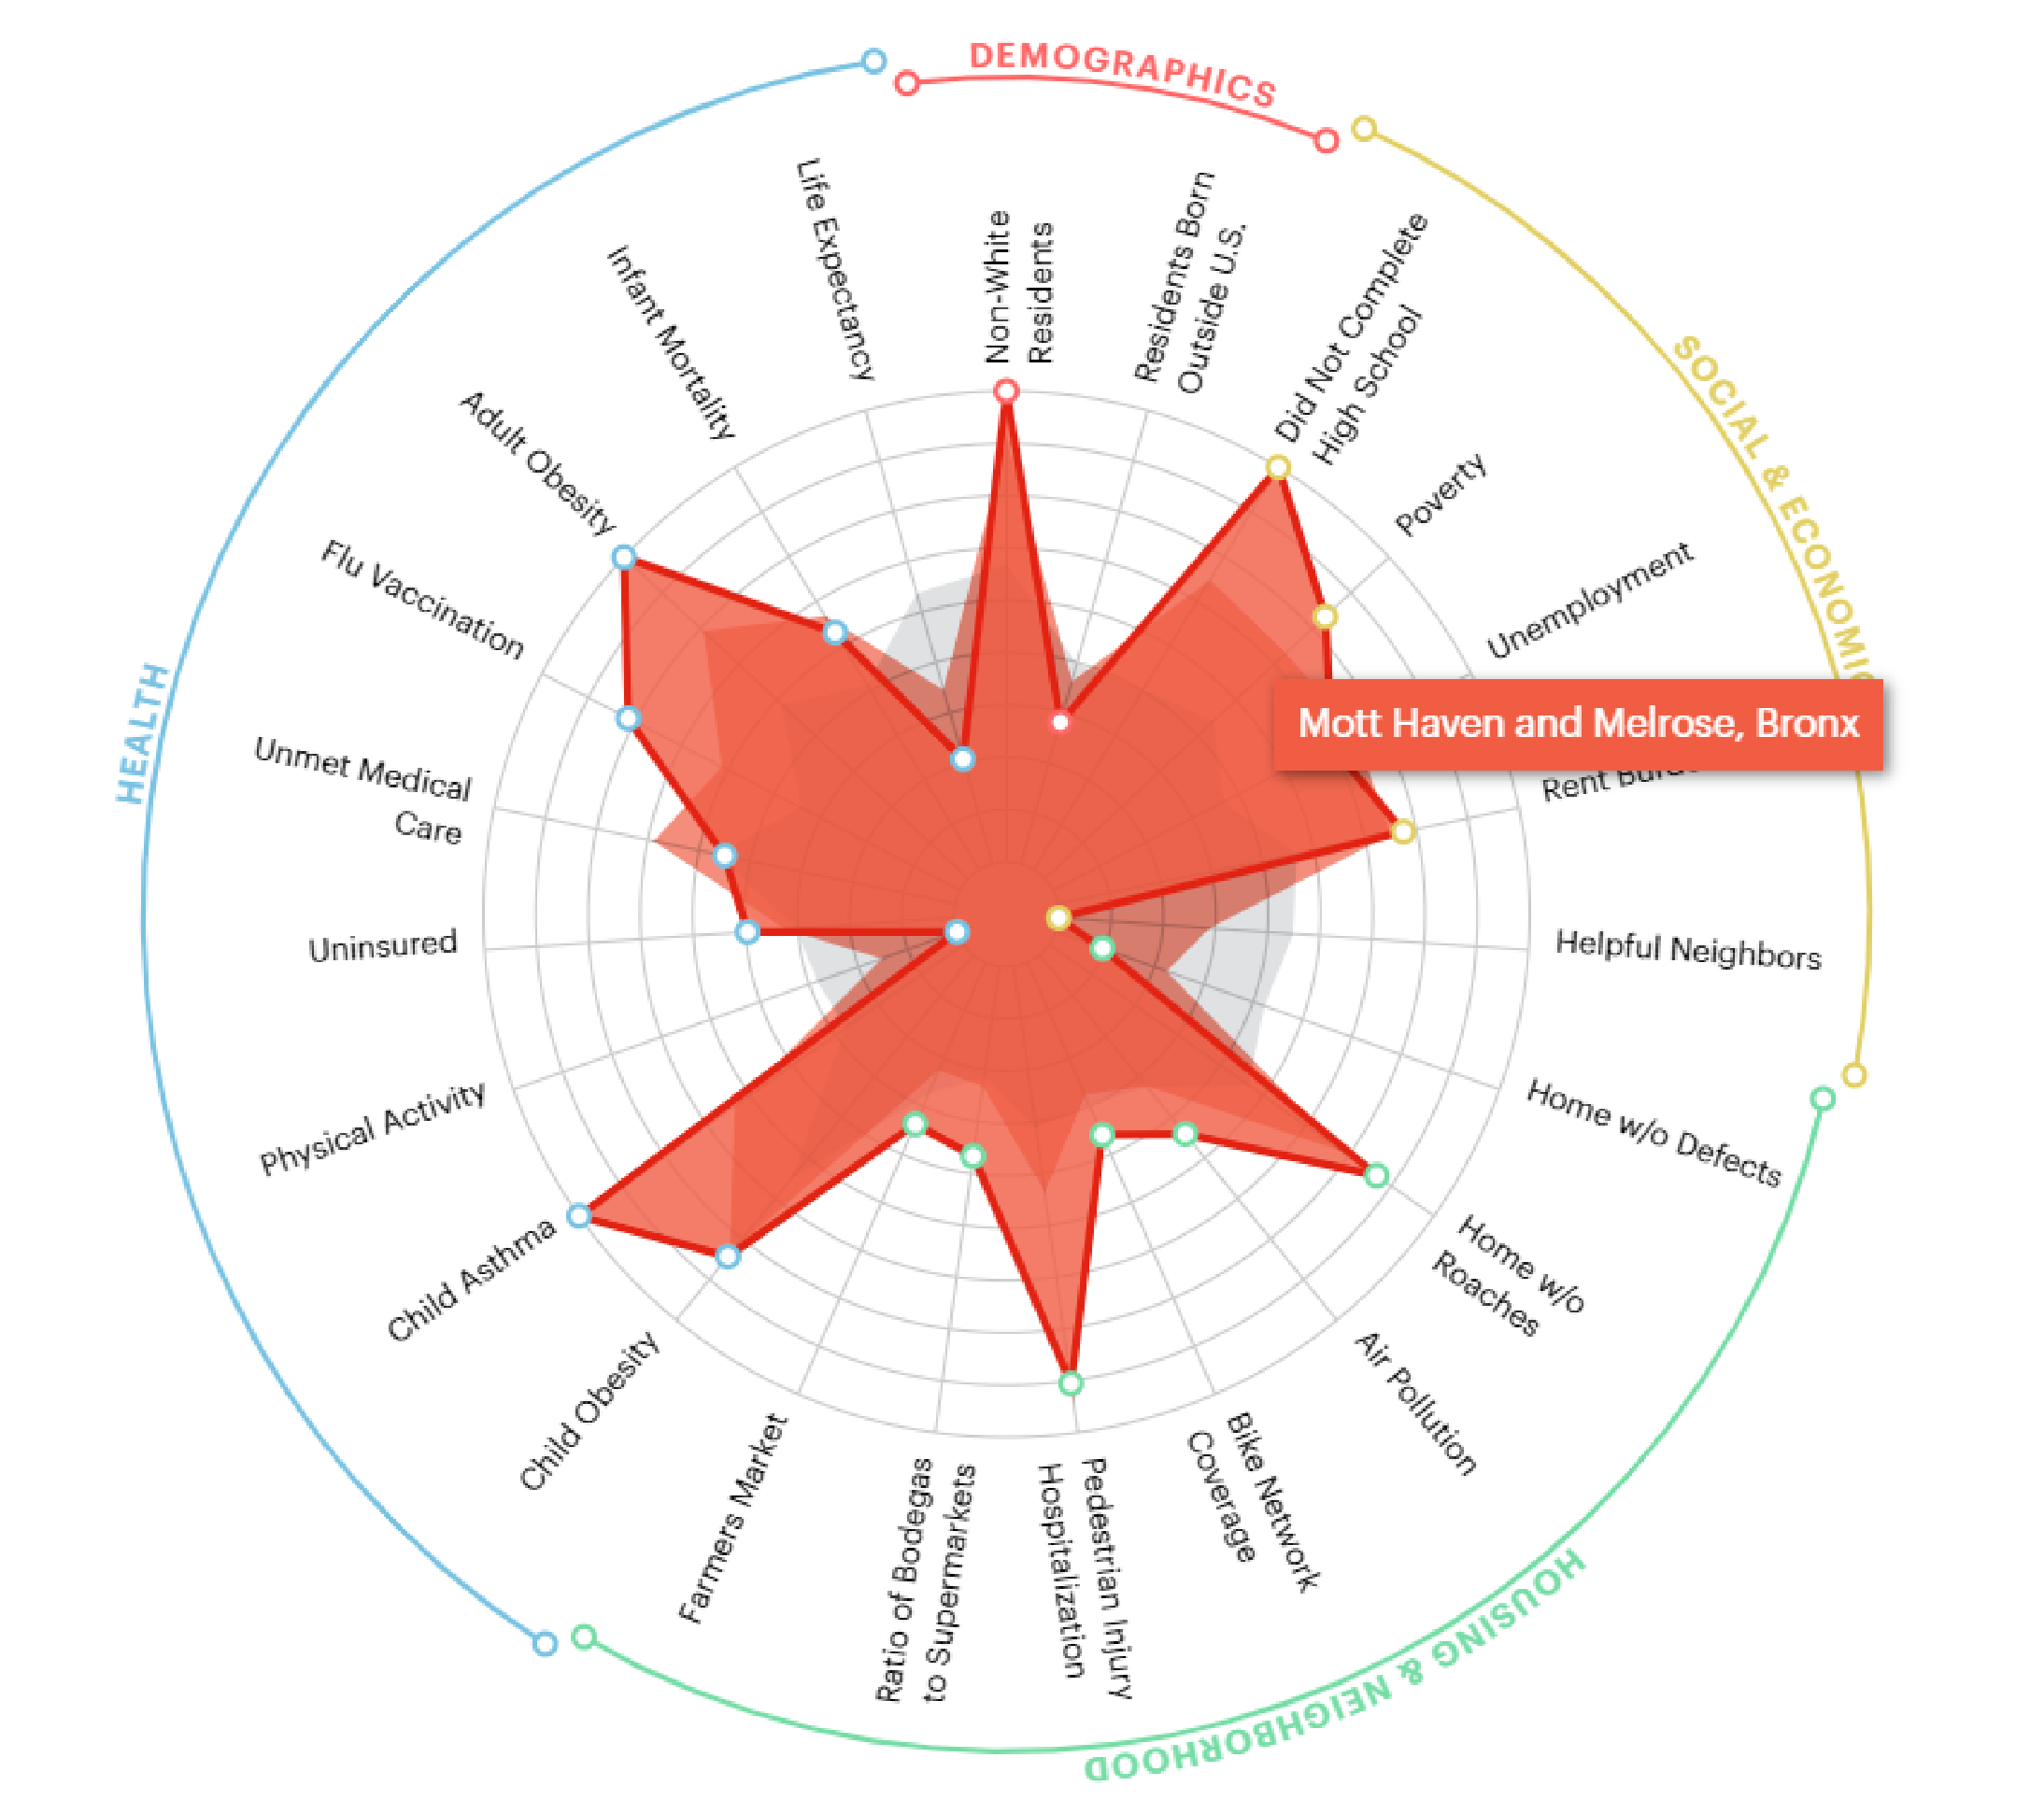 DEMOGRAPHICS
SOCIAL & ECONOMIC
HOUSING & NEIGHBORHOOD
HEALTH
Non-White
Residents
Residents Born
Outside U.S.
Did Not Complete
High School
Poverty
Unemployment
Mott Haven and Melrose, Bronx
Rent
Helpful Neighbors
Home w/o Defects
Home w/o
Roaches
Air Pollution
Bike Network
Coverage
Pedestrian Injury
Hospitalization
Ratio of Bodegas
to Supermarkets
Farmers Market
Child Obesity
Child Asthma
Physical Activity
Uninsured
Unmet Medical
Care
Flu Vaccination
Adult Obesity
Infant Mortality
Life Expectancy